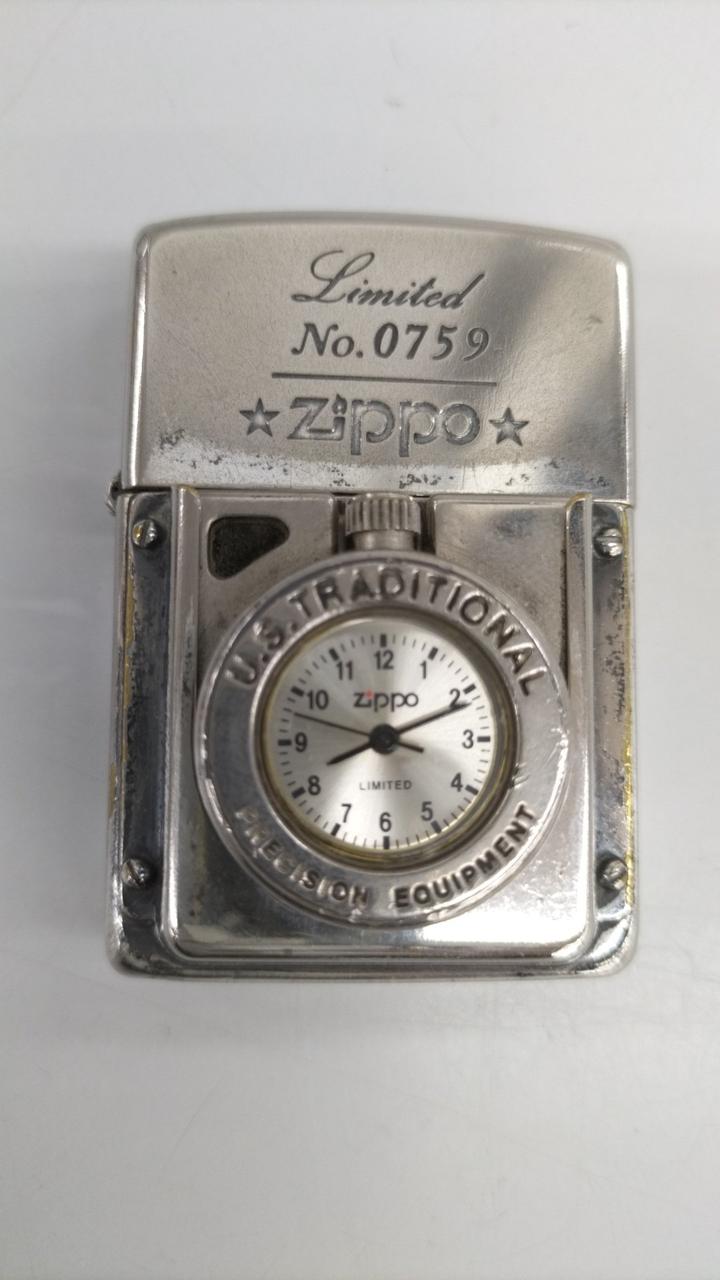 Limited
No. 0759
★ Zippo ★
U.S. TRADITIONAL
12
11 1
10 Zippo 2
9 3
8 LIMITED 4
7 5
6
PRECISION EQUIPMENT